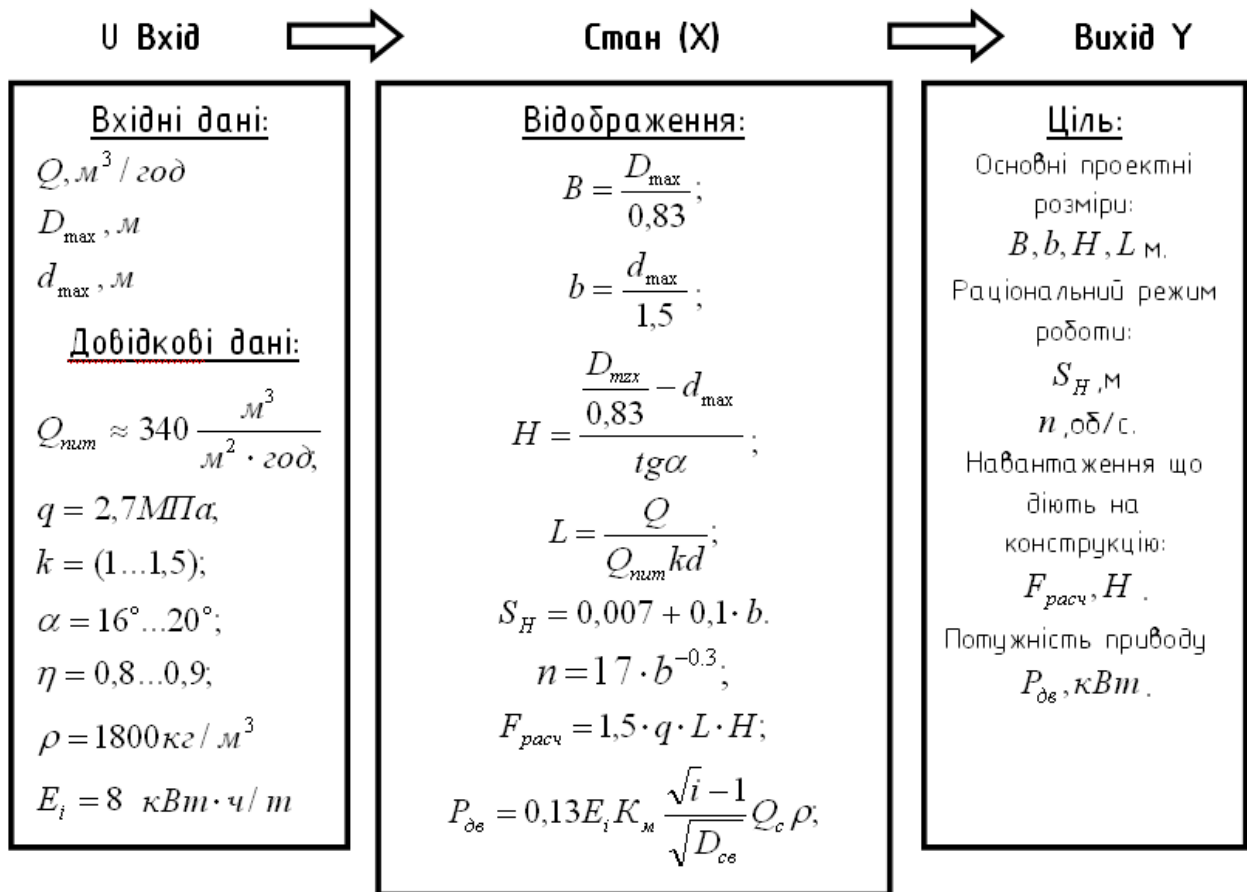 U Вхід
Стан (X)
Вихід Y
Вхідні дані:
Q, м³ / год
D_max , м
d_max , м
Довідкові дані:
Q_пит ≈ 340 м³ / м² · год,
q = 2,7МПа;
k = (1...1,5);
α = 16°...20°;
η = 0,8...0,9;
ρ = 1800кг / м³
E_i = 8 кВт · ч / т
Відображення:
B = D_max / 0,83 ;
b = d_max / 1,5 ;
H = (D_mzx / 0,83 − d_max) / tgα ;
L = Q / Q_пит kd ;
S_H = 0,007 + 0,1 · b.
n = 17 · b^−0.3 ;
F_расч = 1,5 · q · L · H;
P_дв = 0,13E_i K_м (√i − 1) / √D_св Q_c ρ;
Ціль:
Основні проектні
розміри:
B, b, H, L м.
Раціональний режим
роботи:
S_H ,м
n ,об/с.
Навантаження що
діють на
конструкцію:
F_расч , H .
Потужність приводу
P_дв , кВт .